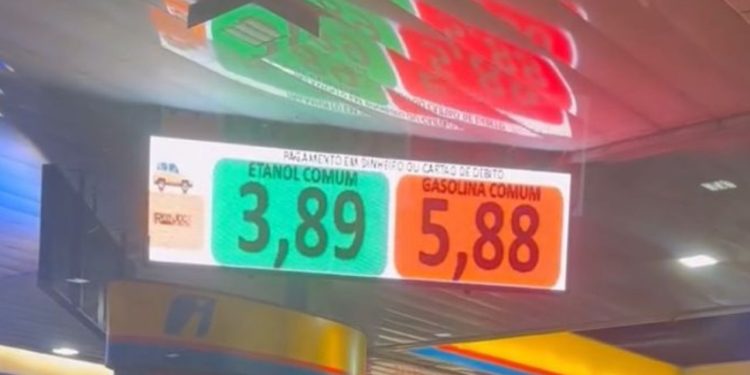 PAGAMENTO EM DINHEIRO OU CARTÃO DE DÉBITO
ETANOL COMUM
3,89
GASOLINA COMUM
5,88